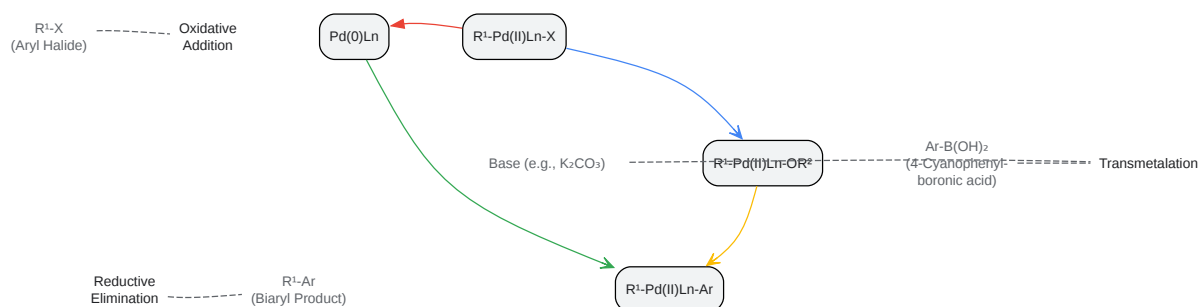 R¹-X
(Aryl Halide)
Oxidative
Addition
Pd(0)Ln
R¹-Pd(II)Ln-X
Base (e.g., K₂CO₃)
R¹-Pd(II)Ln-OR²
Ar-B(OH)₂
(4-Cyanophenyl
boronic acid)
Transmetalation
Reductive
Elimination
R¹-Ar
(Biaryl Product)
R¹-Pd(II)Ln-Ar